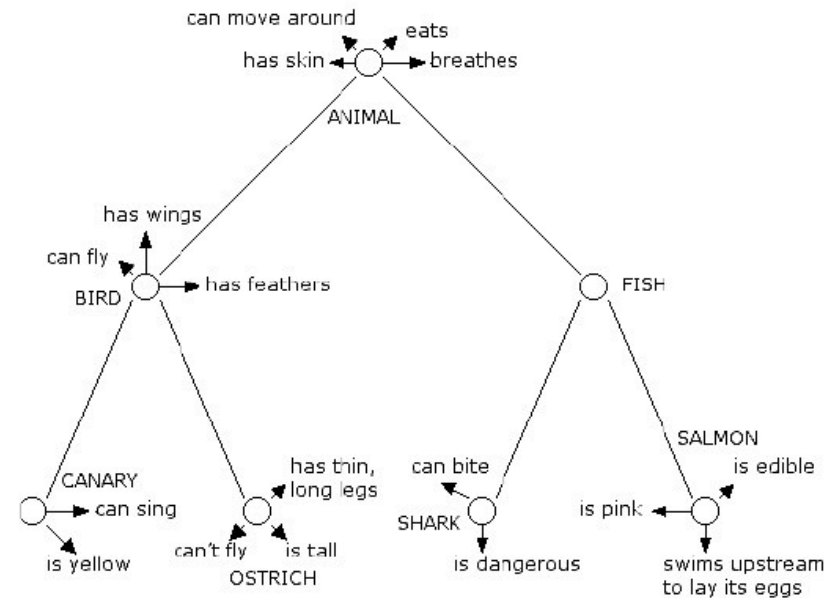 can move around
eats
has skin
breathes
ANIMAL
has wings
can fly
has feathers
BIRD
FISH
CANARY
can sing
is yellow
has thin,
long legs
can't fly
is tall
OSTRICH
can bite
SHARK
is dangerous
SALMON
is edible
is pink
swims upstream
to lay its eggs